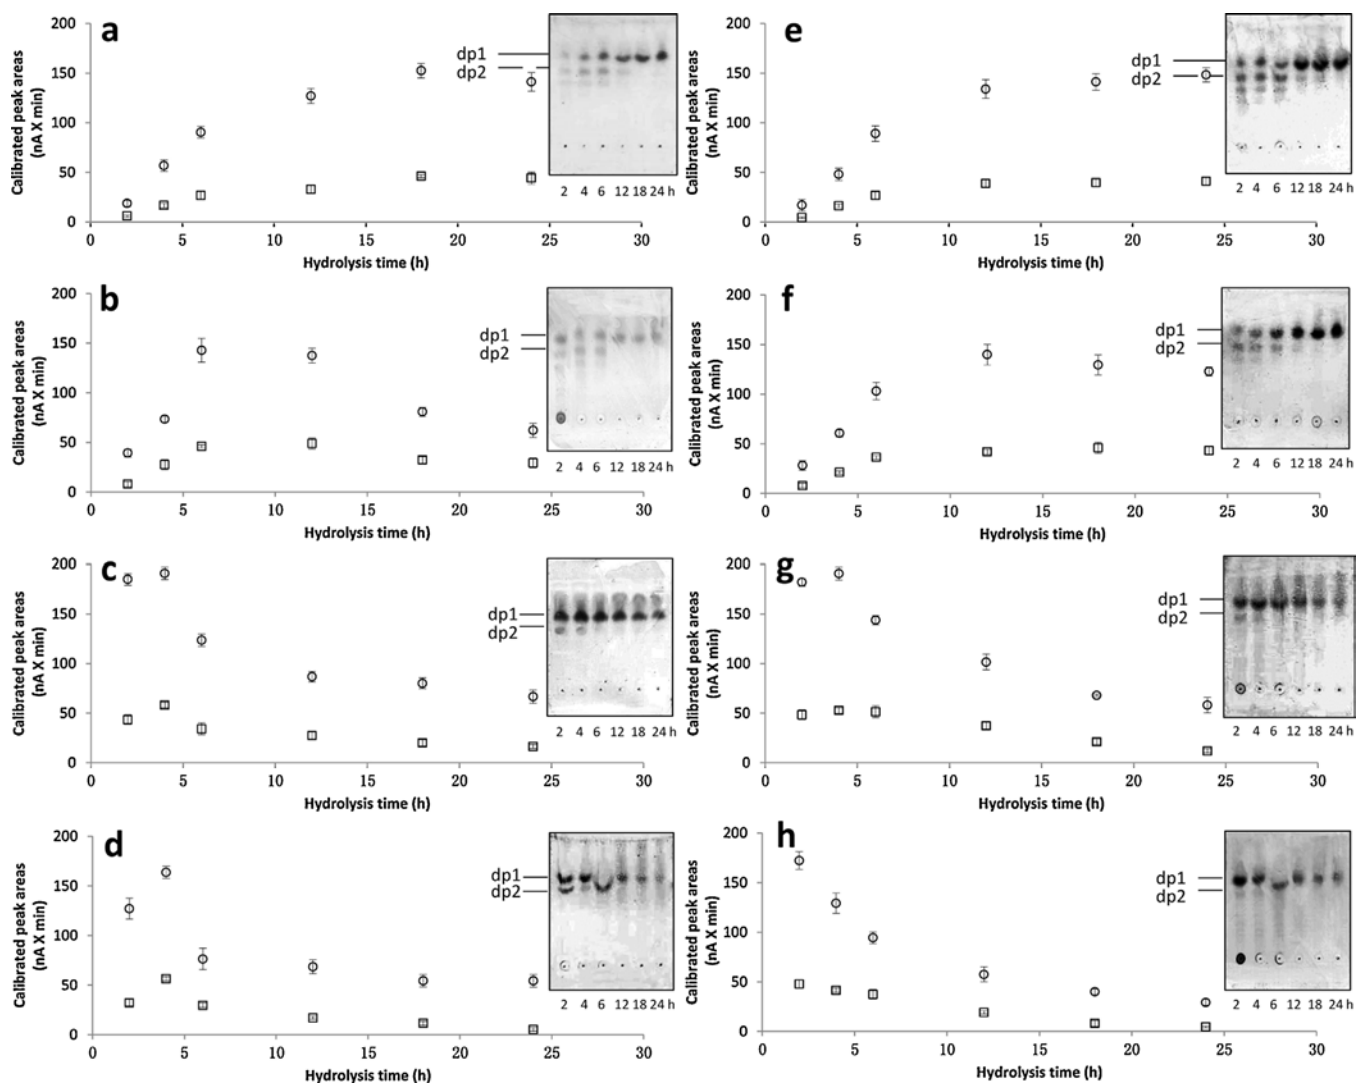 a
Calibrated peak areas
(nA X min)
200
150
100
50
0
0 5 10 15 20 25 30
Hydrolysis time (h)
dp1
dp2
2 4 6 12 18 24 h
e
Calibrated peak areas
(nA X min)
200
150
100
50
0
0 5 10 15 20 25 30
Hydrolysis time (h)
dp1
dp2
2 4 6 12 18 24 h
b
Calibrated peak areas
(nA X min)
200
150
100
50
0
0 5 10 15 20 25 30
Hydrolysis time (h)
dp1
dp2
2 4 6 12 18 24 h
f
Calibrated peak areas
(nA X min)
200
150
100
50
0
0 5 10 15 20 25 30
Hydrolysis time (h)
dp1
dp2
2 4 6 12 18 24 h
c
Calibrated peak areas
(nA X min)
200
150
100
50
0
0 5 10 15 20 25 30
Hydrolysis time (h)
dp1
dp2
2 4 6 12 18 24 h
g
Calibrated peak areas
(nA X min)
200
150
100
50
0
0 5 10 15 20 25 30
Hydrolysis time (h)
dp1
dp2
2 4 6 12 18 24 h
d
Calibrated peak areas
(nA X min)
200
150
100
50
0
0 5 10 15 20 25 30
Hydrolysis time (h)
dp1
dp2
2 4 6 12 18 24 h
h
Calibrated peak areas
(nA X min)
200
150
100
50
0
0 5 10 15 20 25 30
Hydrolysis time (h)
dp1
dp2
2 4 6 12 18 24 h